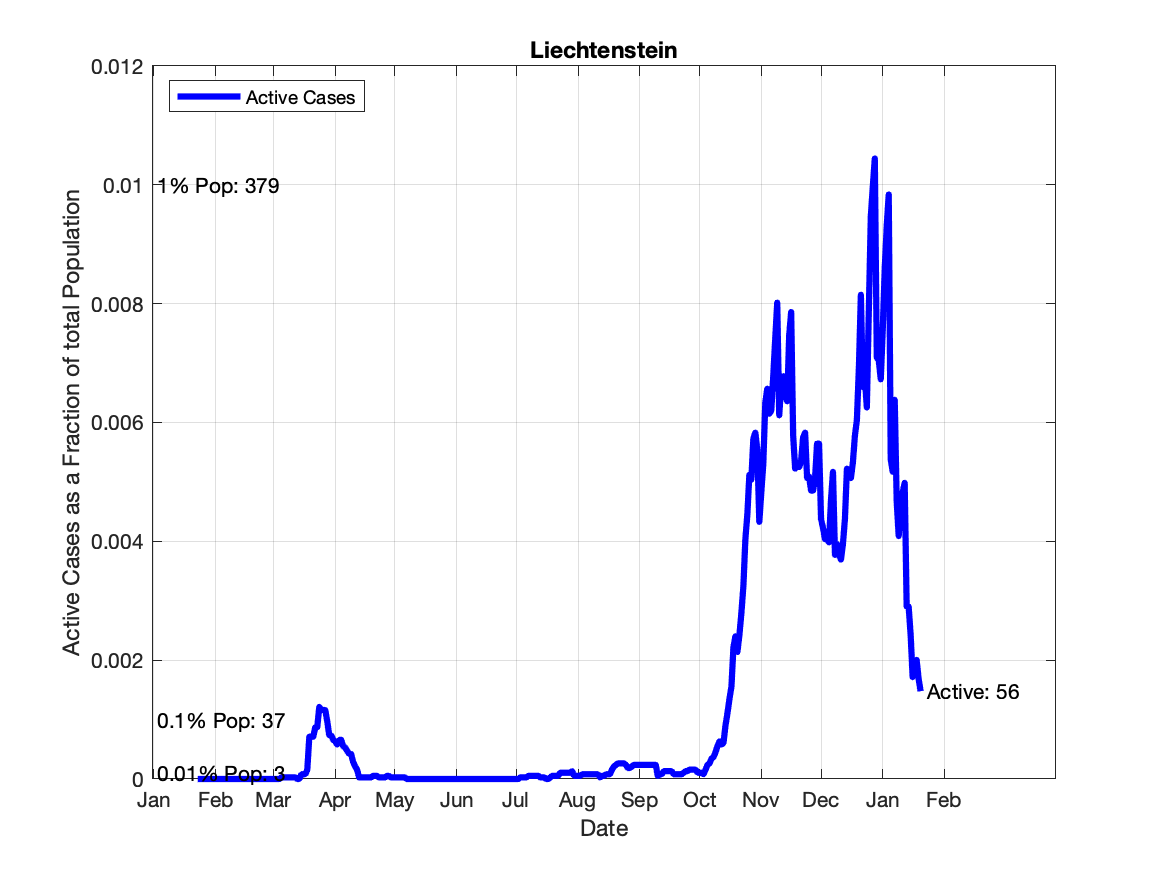 Liechtenstein
Active Cases
0.012
0.01
0.008
0.006
0.004
0.002
0
1% Pop: 379
0.1% Pop: 37
0.01% Pop: 3
Active: 56
Active Cases as a Fraction of total Population
Jan Feb Mar Apr May Jun Jul Aug Sep Oct Nov Dec Jan Feb
Date